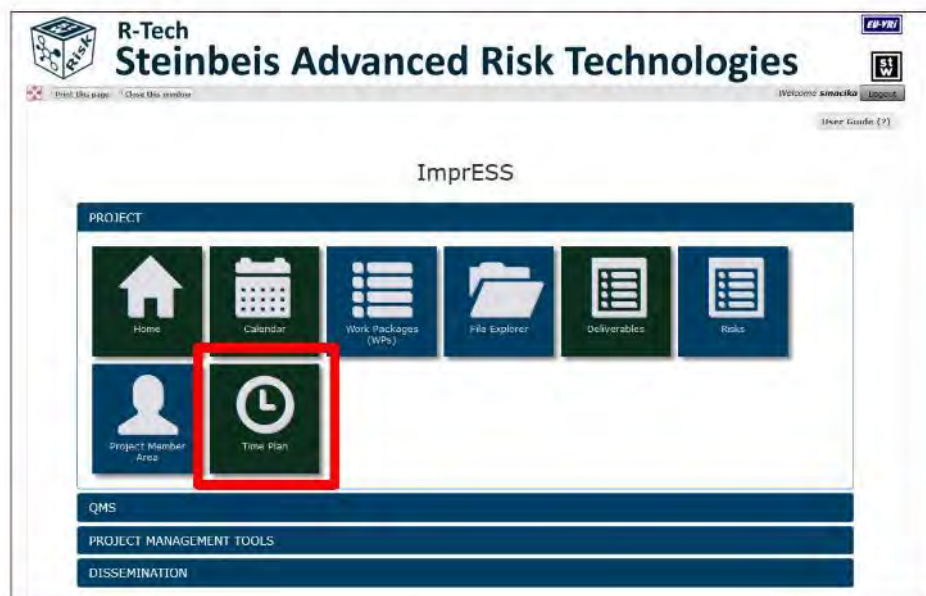 Risk
R-Tech
Steinbeis Advanced Risk Technologies
EU-VRi
st
w
Print this page Close this window
Welcome smacika Logout
User Guide (?)
ImprESS
PROJECT
Home
Calendar
Work Packages
(WPs)
File Explorer
Deliverables
Risks
Project Member
Area
Time Plan
QMS
PROJECT MANAGEMENT TOOLS
DISSEMINATION